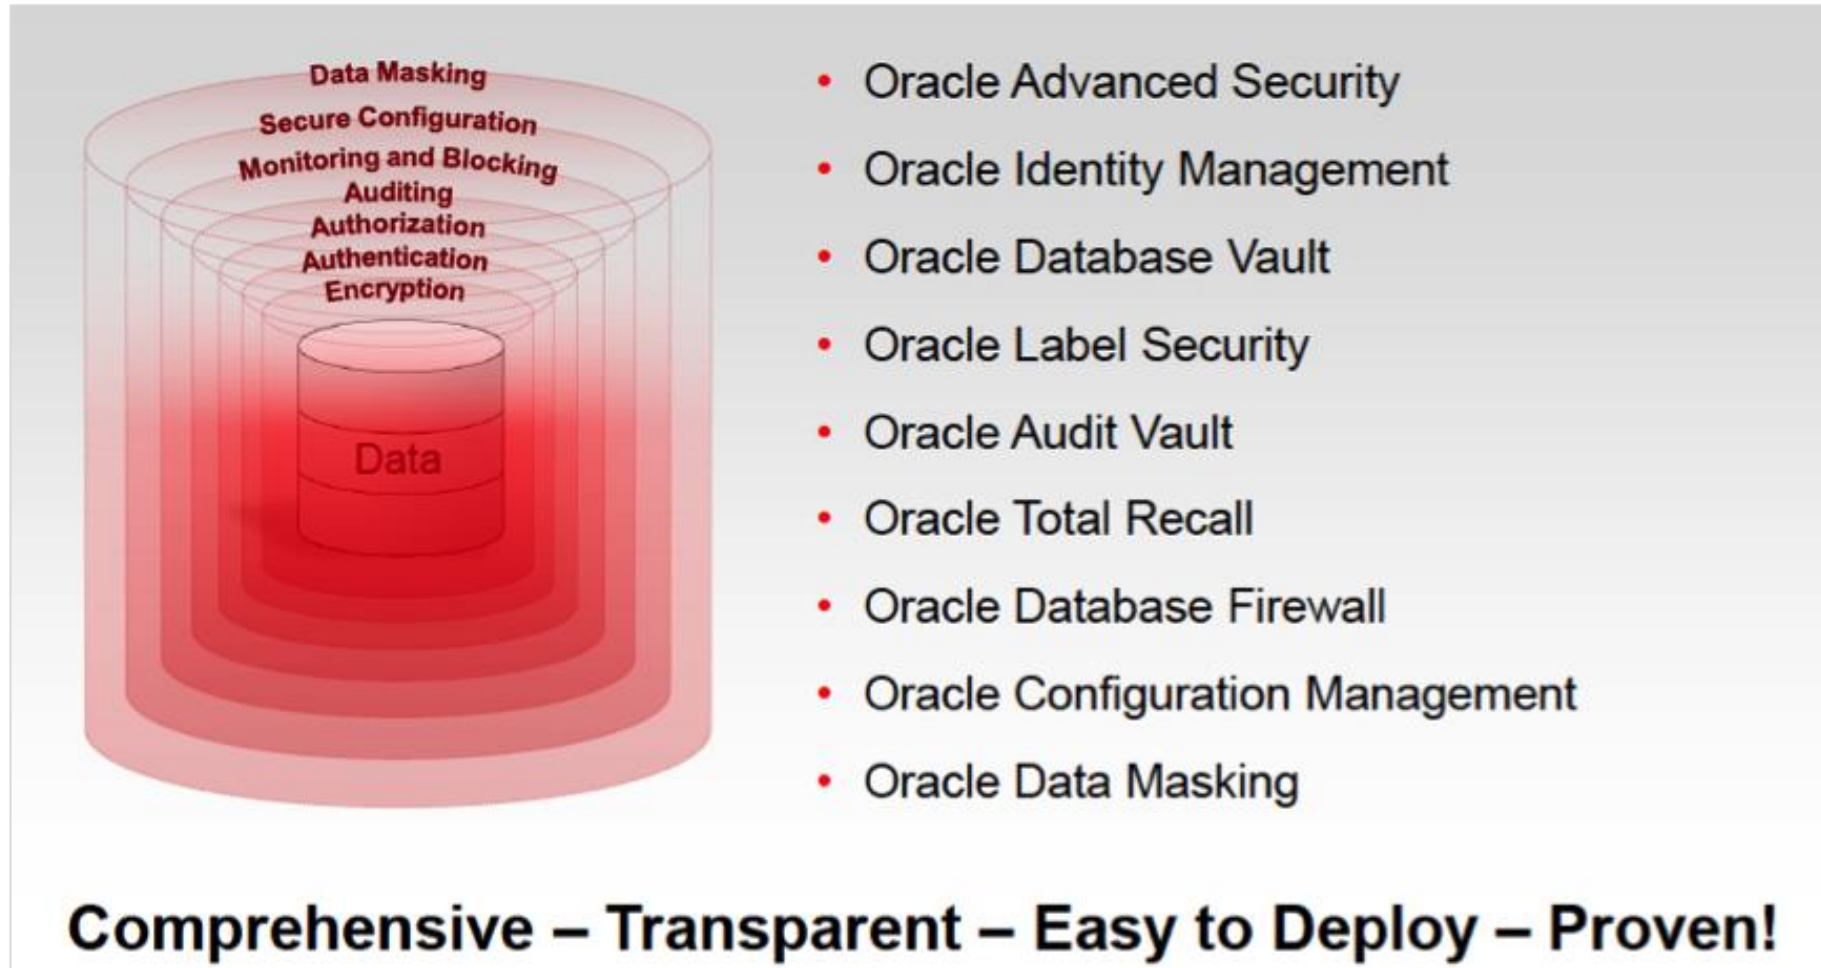 Data Masking
Secure Configuration
Monitoring and Blocking
Auditing
Authorization
Authentication
Encryption
Data
• Oracle Advanced Security
• Oracle Identity Management
• Oracle Database Vault
• Oracle Label Security
• Oracle Audit Vault
• Oracle Total Recall
• Oracle Database Firewall
• Oracle Configuration Management
• Oracle Data Masking
Comprehensive – Transparent – Easy to Deploy – Proven!